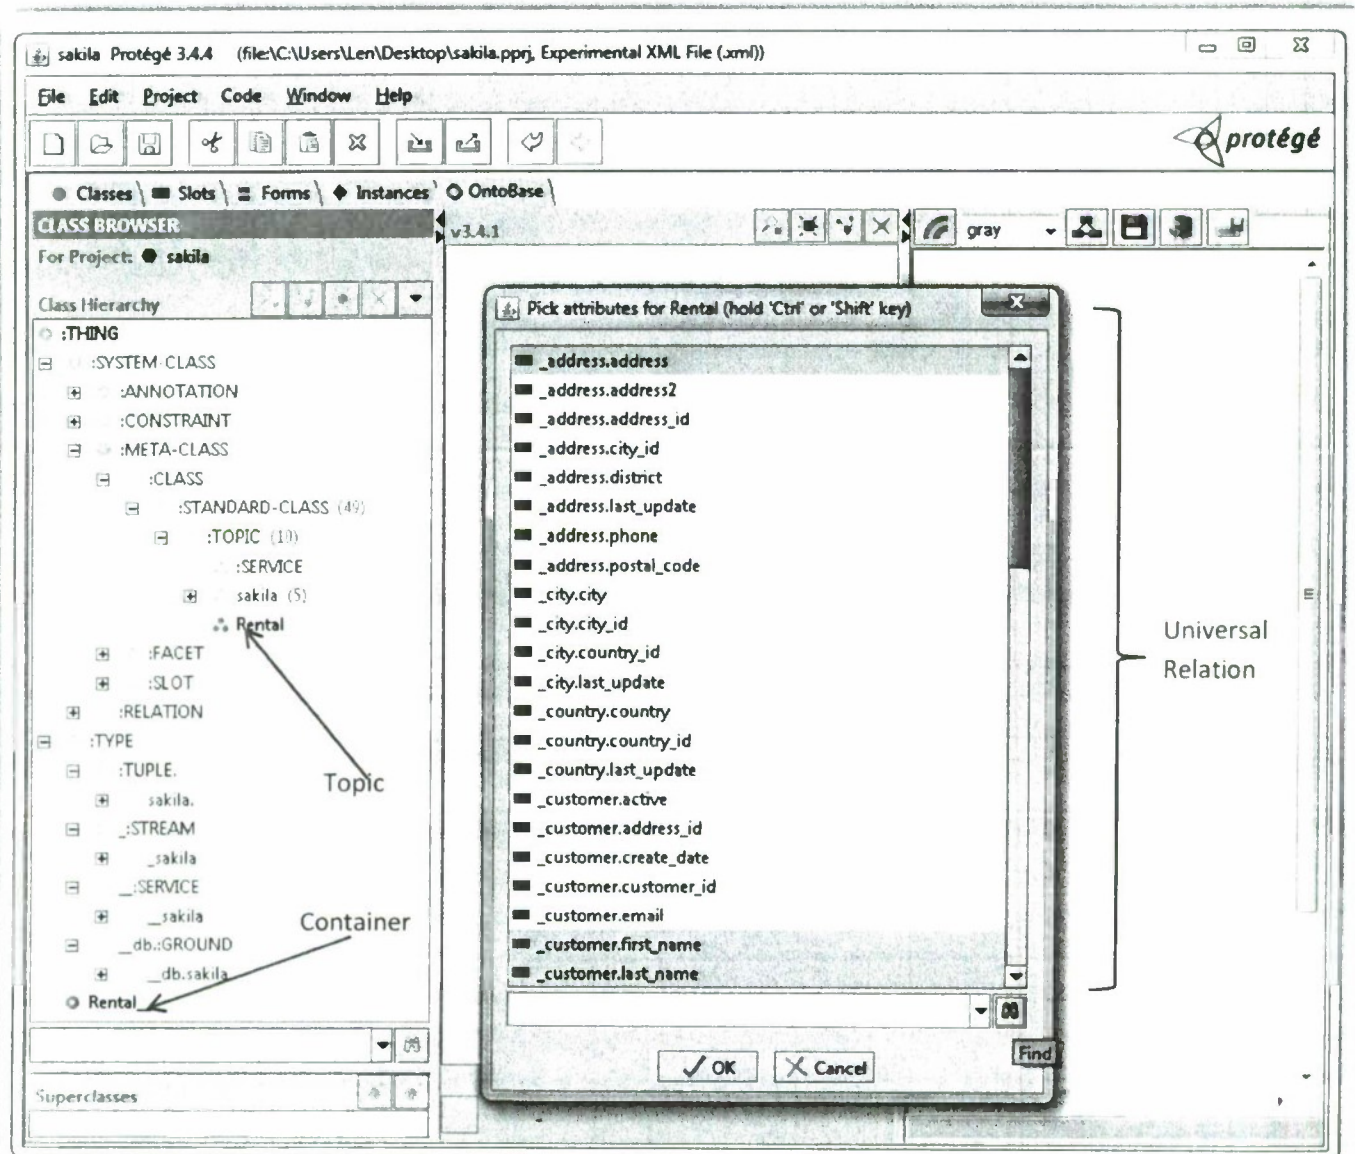 sakila Protégé 3.4.4 (file:\C:\Users\Len\Desktop\sakila.pprj, Experimental XML File (.xml))
File Edit Project Code Window Help
protégé
Classes Slots Forms Instances OntoBase
CLASS BROWSER
For Project: sakila
Class Hierarchy
:THING
:SYSTEM-CLASS
:ANNOTATION
:CONSTRAINT
:META-CLASS
:CLASS
:STANDARD-CLASS (49)
:TOPIC (10)
:SERVICE
sakila (5)
Rental
:FACET
:SLOT
:RELATION
:TYPE
:TUPLE.
sakila.
_:STREAM
_sakila
__:SERVICE
__sakila
__db.:GROUND
__db.sakila
Rental__
Topic
Container
Superclasses
v3.4.1
gray
Pick attributes for Rental (hold 'Ctrl' or 'Shift' key)
_address.address
_address.address2
_address.address_id
_address.city_id
_address.district
_address.last_update
_address.phone
_address.postal_code
_city.city
_city.city_id
_city.country_id
_city.last_update
_country.country
_country.country_id
_country.last_update
_customer.active
_customer.address_id
_customer.create_date
_customer.customer_id
_customer.email
_customer.first_name
_customer.last_name
OK Cancel
Find
Universal
Relation